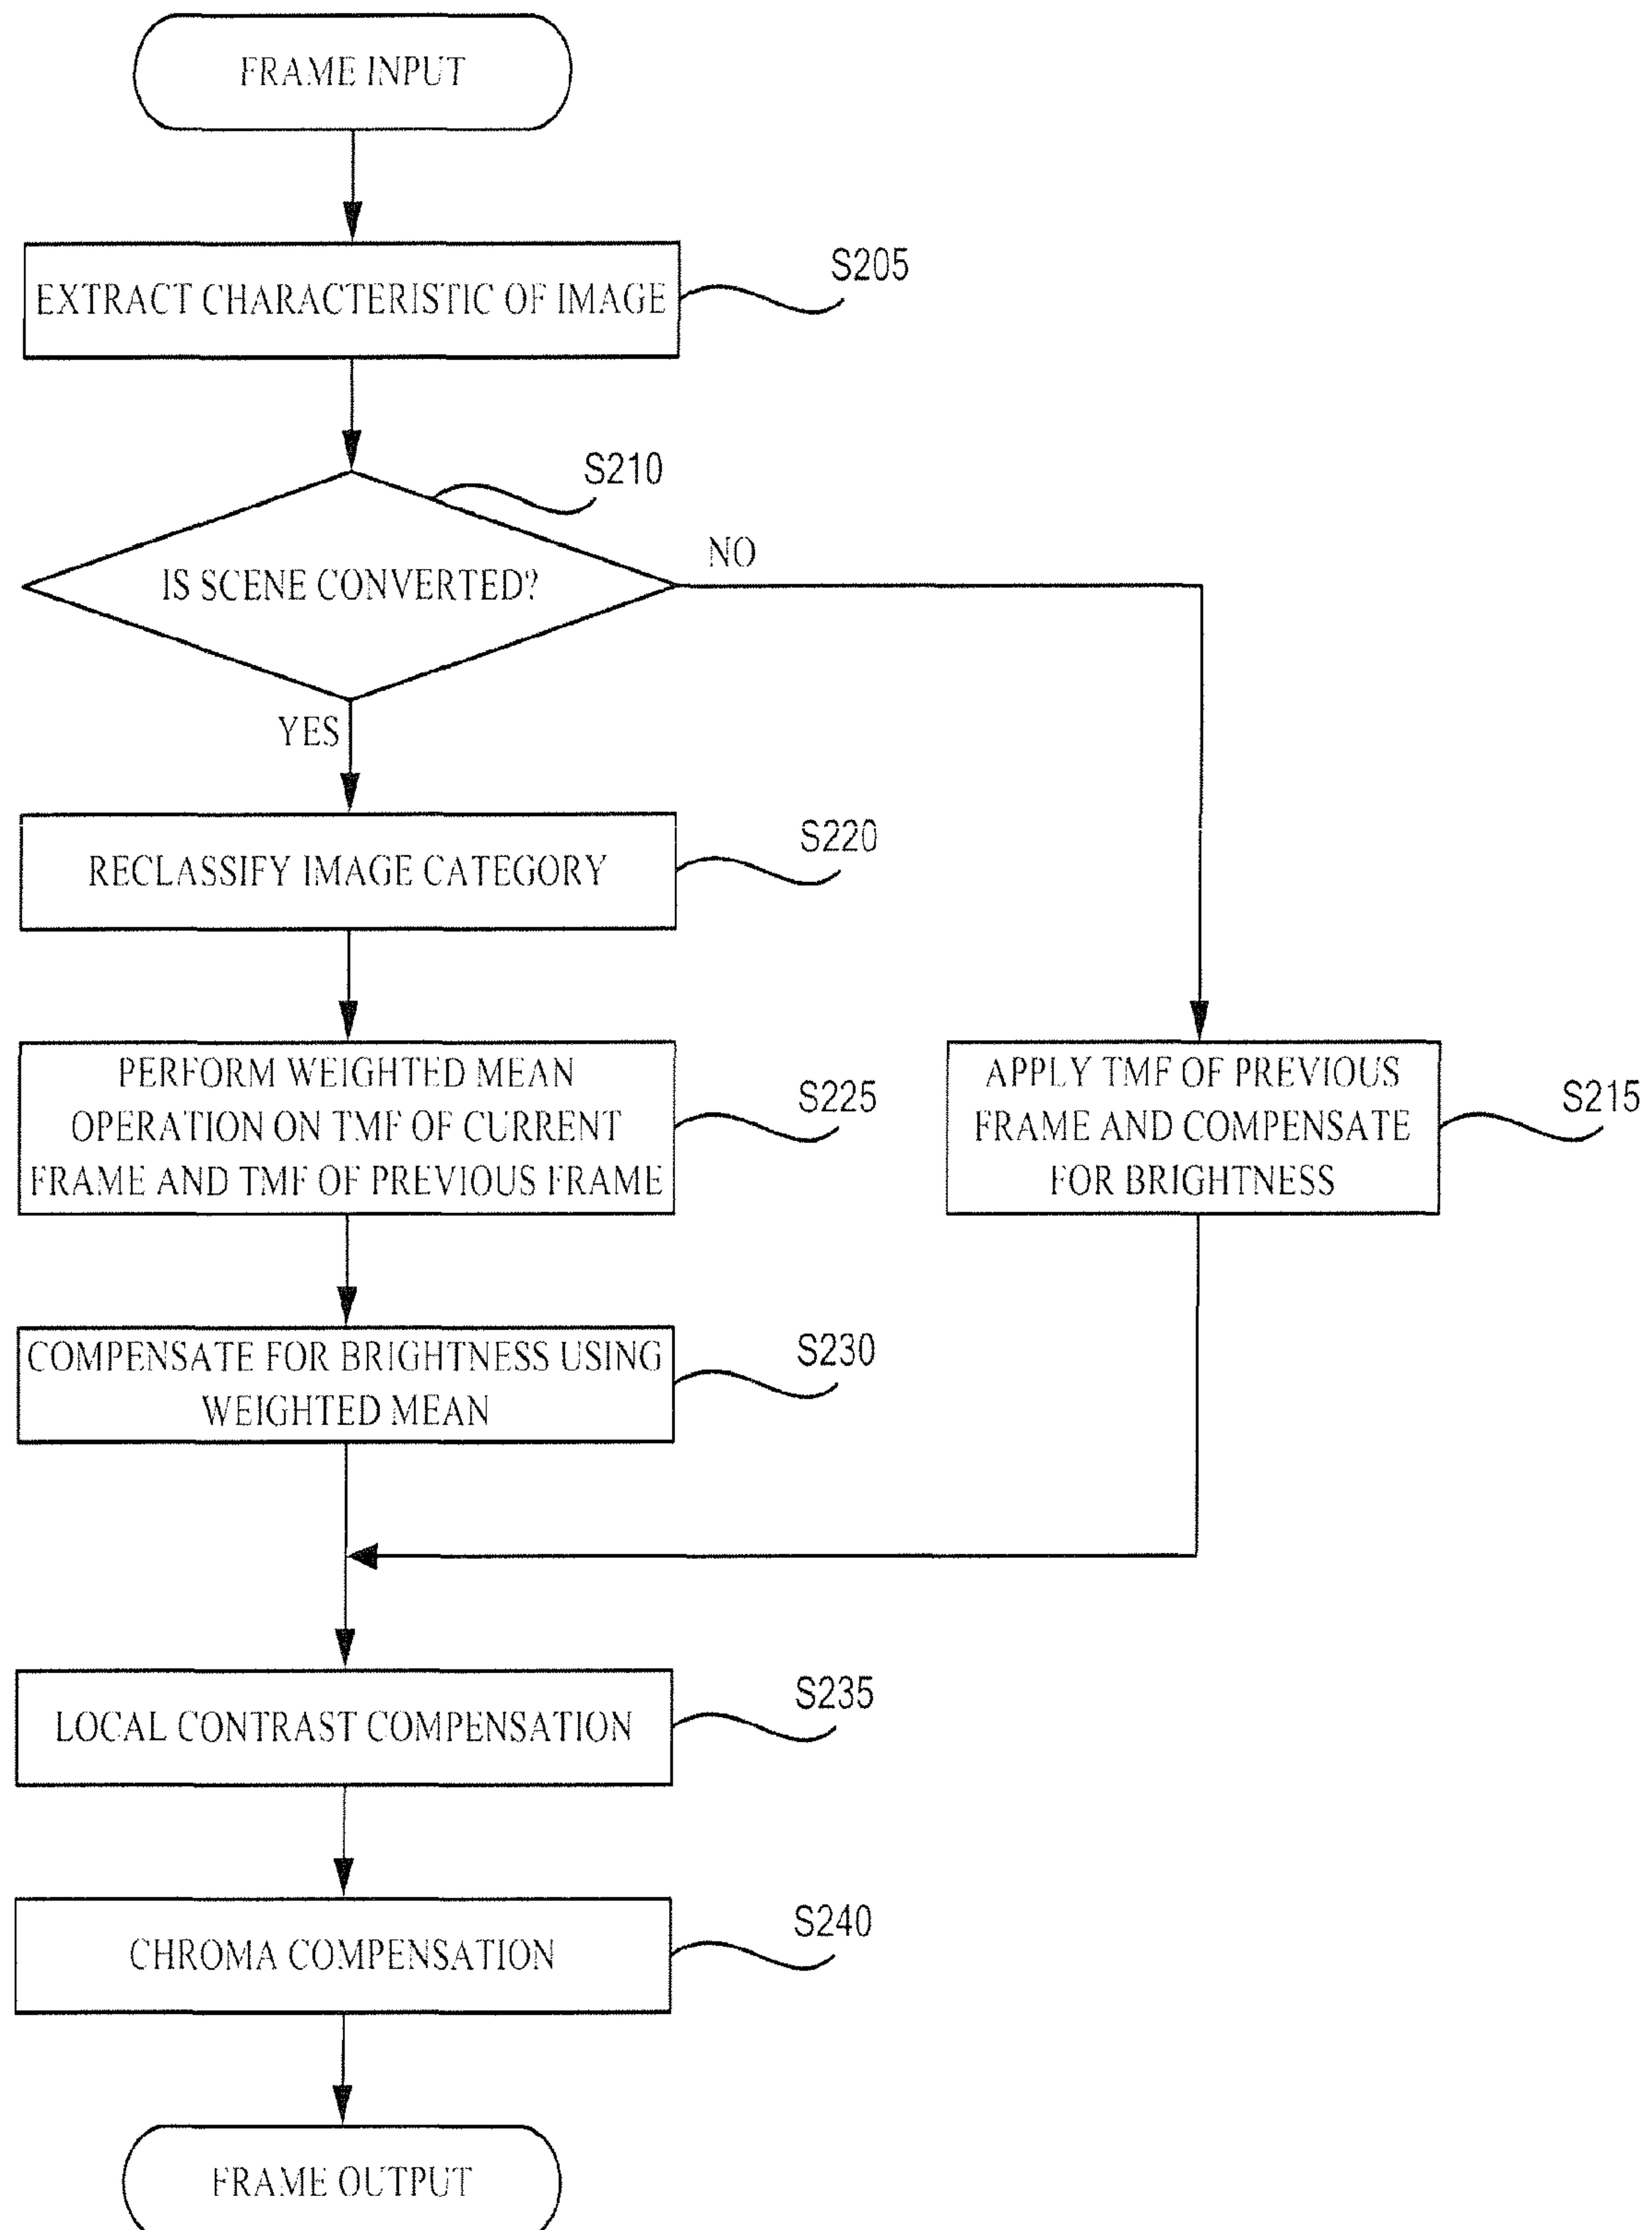 FRAME INPUT
EXTRACT CHARACTERISTIC OF IMAGE
S205
S210
IS SCENE CONVERTED?
NO
YES
RECLASSIFY IMAGE CATEGORY
S220
PERFORM WEIGHTED MEAN
OPERATION ON TMF OF CURRENT
FRAME AND TMF OF PREVIOUS FRAME
S225
APPLY TMF OF PREVIOUS
FRAME AND COMPENSATE
FOR BRIGHTNESS
S215
COMPENSATE FOR BRIGHTNESS USING
WEIGHTED MEAN
S230
LOCAL CONTRAST COMPENSATION
S235
CHROMA COMPENSATION
S240
FRAME OUTPUT